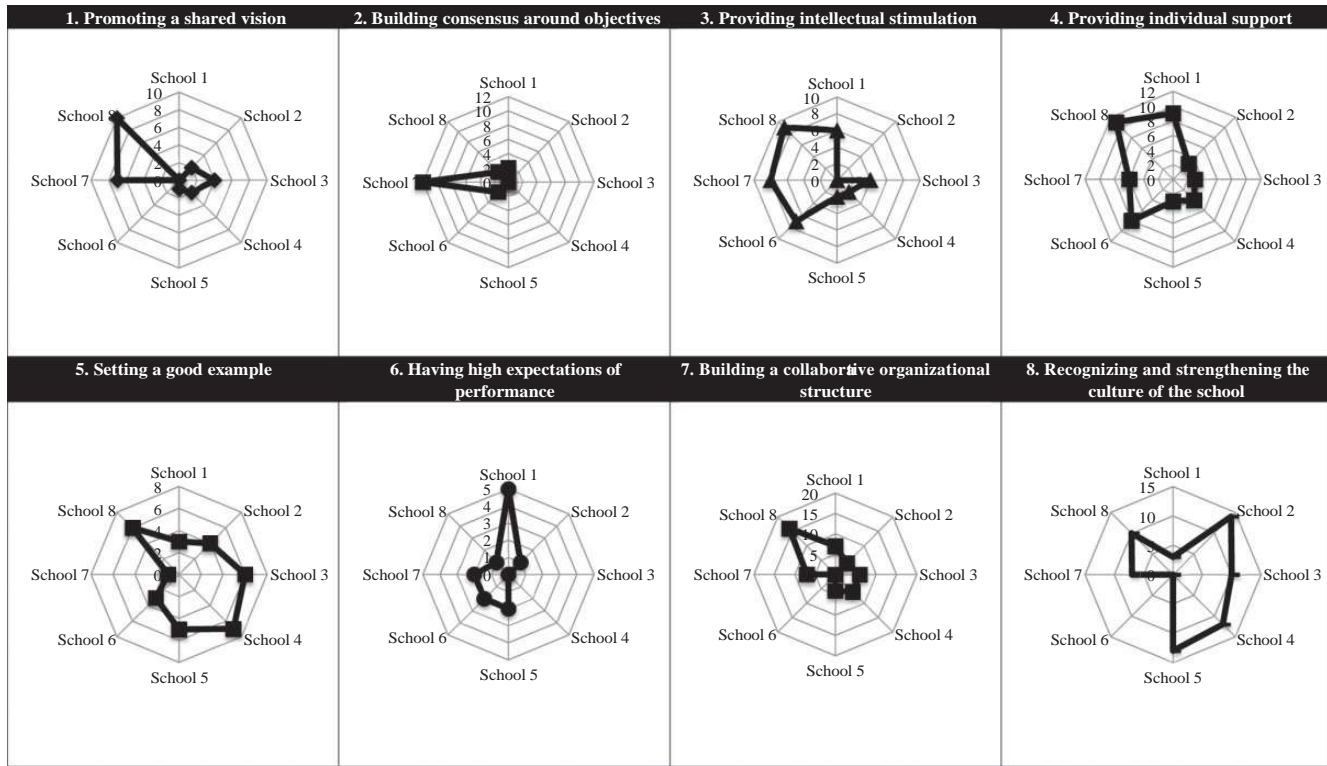 1. Promoting a shared vision
2. Building consensus around objectives
3. Providing intellectual stimulation
4. Providing individual support
School 1
10
8
6
4
2
0
School 2
School 3
School 4
School 5
School 6
School 7
School 8
School 1
12
10
8
6
4
2
0
School 2
School 3
School 4
School 5
School 6
School
School 8
School 1
10
8
6
4
2
0
School 2
School 3
School 4
School 5
School 6
School 7
School 8
School 1
12
10
8
6
4
2
0
School 2
School 3
School 4
School 5
School 6
School 7
School 8
5. Setting a good example
6. Having high expectations of
performance
7. Building a collaborative organizational
structure
8. Recognizing and strengthening the
culture of the school
School 1
8
6
4
2
0
School 2
School 3
School 4
School 5
School 6
School 7
School 8
School 1
5
4
3
2
1
0
School 2
School 3
School 4
School 5
School 6
School 7
School 8
School 1
20
15
10
5
School 2
School 3
School 4
School 5
School 6
School 7
School 8
School 1
15
10
5
0
School 2
School 3
School 4
School 5
School 6
School 7
School 8